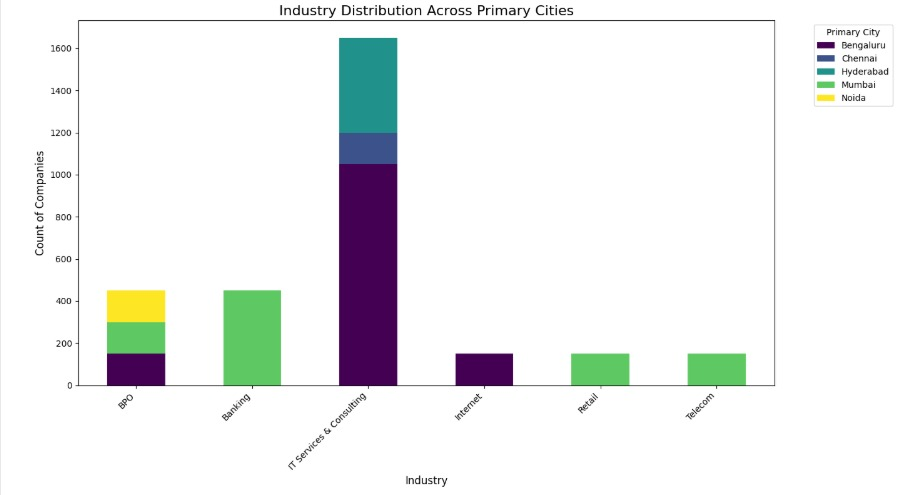 Industry Distribution Across Primary Cities
Primary City
Bengaluru
Chennai
Hyderabad
Mumbai
Noida
Count of Companies
1600
1400
1200
1000
800
600
400
200
0
BPO
Banking
IT Services & Consulting
Internet
Retail
Telecom
Industry